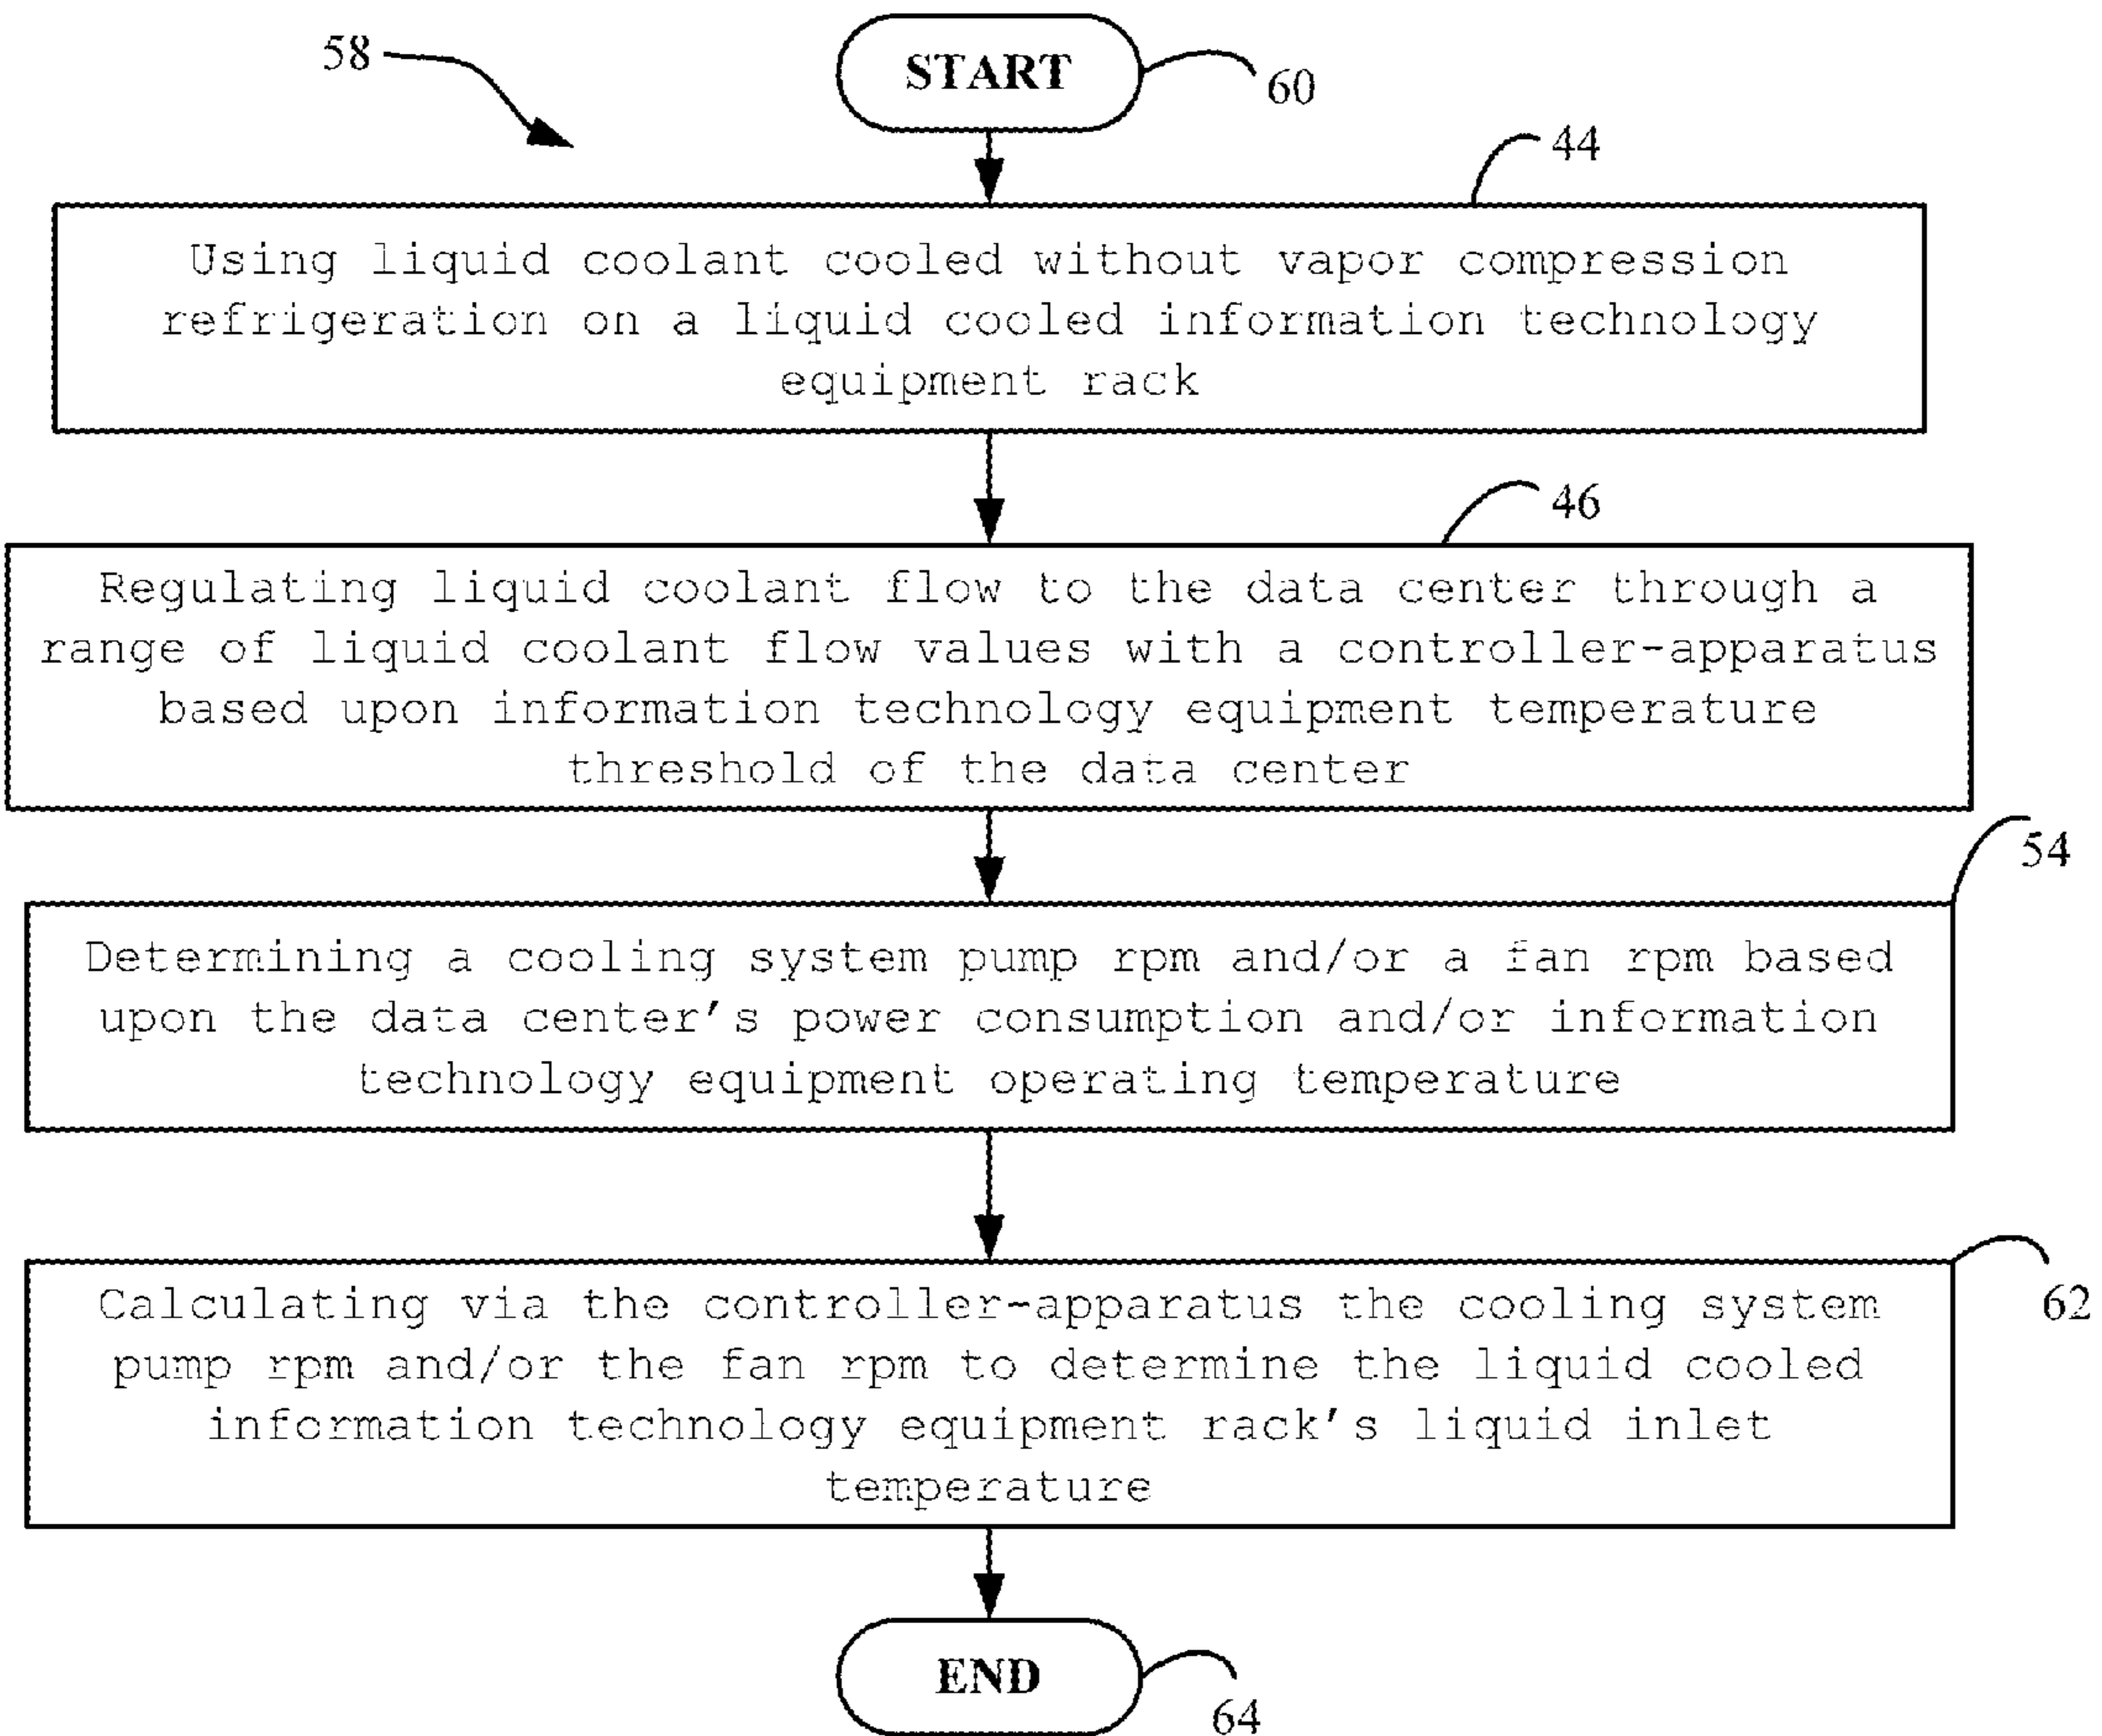 58
START
60
44
Using liquid coolant cooled without vapor compression
refrigeration on a liquid cooled information technology
equipment rack
46
Regulating liquid coolant flow to the data center through a
range of liquid coolant flow values with a controller-apparatus
based upon information technology equipment temperature
threshold of the data center
54
Determining a cooling system pump rpm and/or a fan rpm based
upon the data center's power consumption and/or information
technology equipment operating temperature
62
Calculating via the controller-apparatus the cooling system
pump rpm and/or the fan rpm to determine the liquid cooled
information technology equipment rack's liquid inlet
temperature
END
64